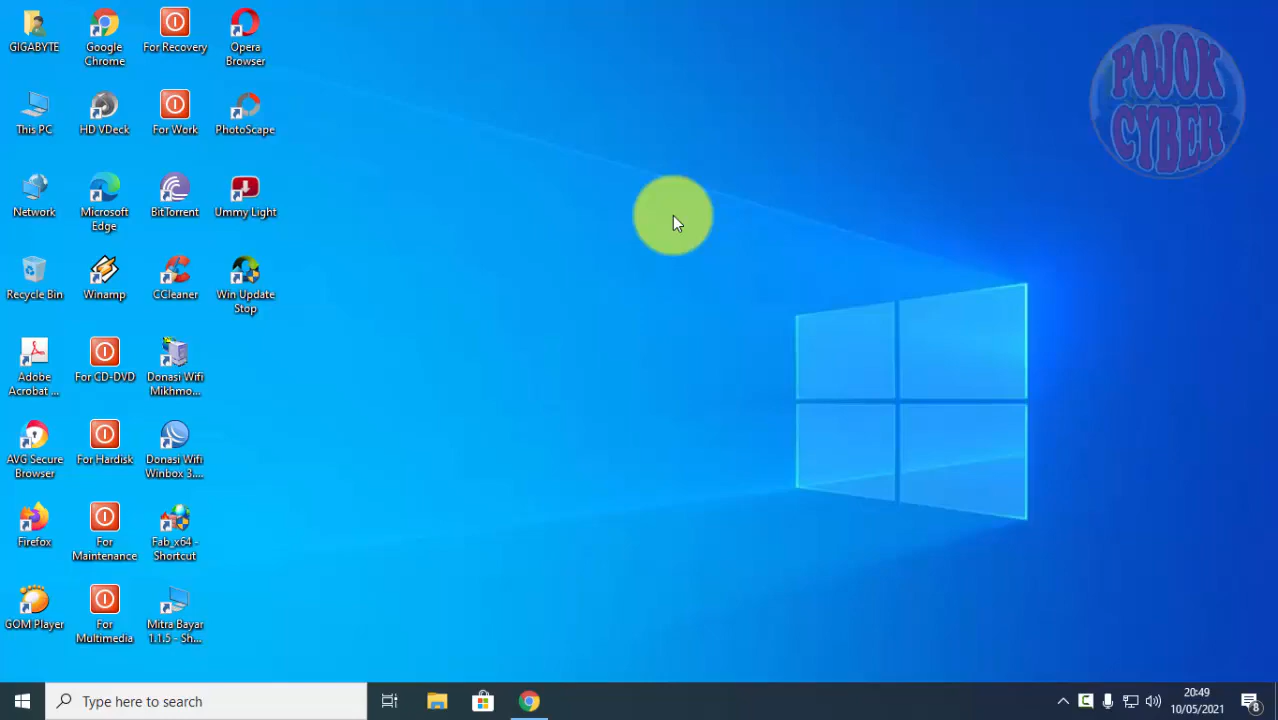 GIGABYTE
Google
Chrome
For Recovery
Opera
Browser
This PC
HD VDeck
For Work
PhotoScape
Network
Microsoft
Edge
BitTorrent
Ummy Light
Recycle Bin
Winamp
CCleaner
Win Update
Stop
Adobe
Acrobat ...
For CD-DVD
Donasi Wifi
Mikhmo...
AVG Secure
Browser
For Hardisk
Donasi Wifi
Winbox 3....
Firefox
For
Maintenance
Fab_x64 -
Shortcut
GOM Player
For
Multimedia
Mitra Bayar
1.1.5 - Sh...
POJOK
CYBER
Type here to search
20:49
10/05/2021
8